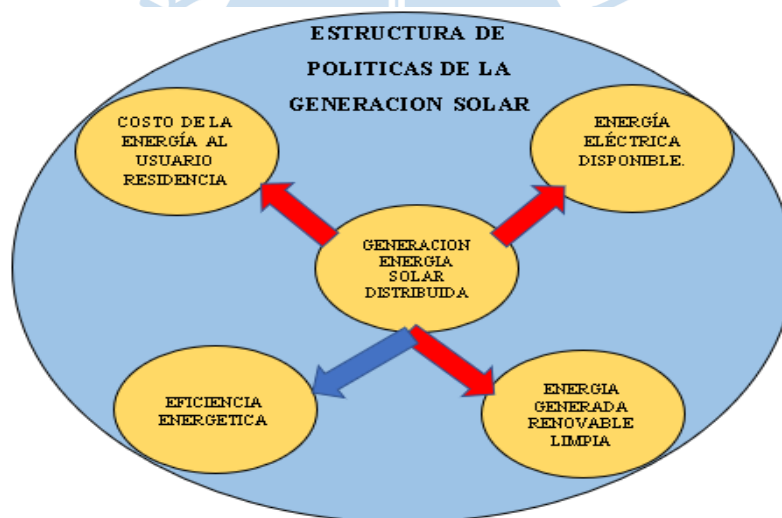 ESTRUCTURA DE
POLITICAS DE LA
GENERACION SOLAR
COSTO DE LA
ENERGÍA AL
USUARIO
RESIDENCIA
ENERGÍA
ELÉCTRICA
DISPONIBLE.
GENERACION
ENERGIA
SOLAR
DISTRIBUIDA
EFICIENCIA
ENERGETICA
ENERGIA
GENERADA
RENOVABLE
LIMPIA